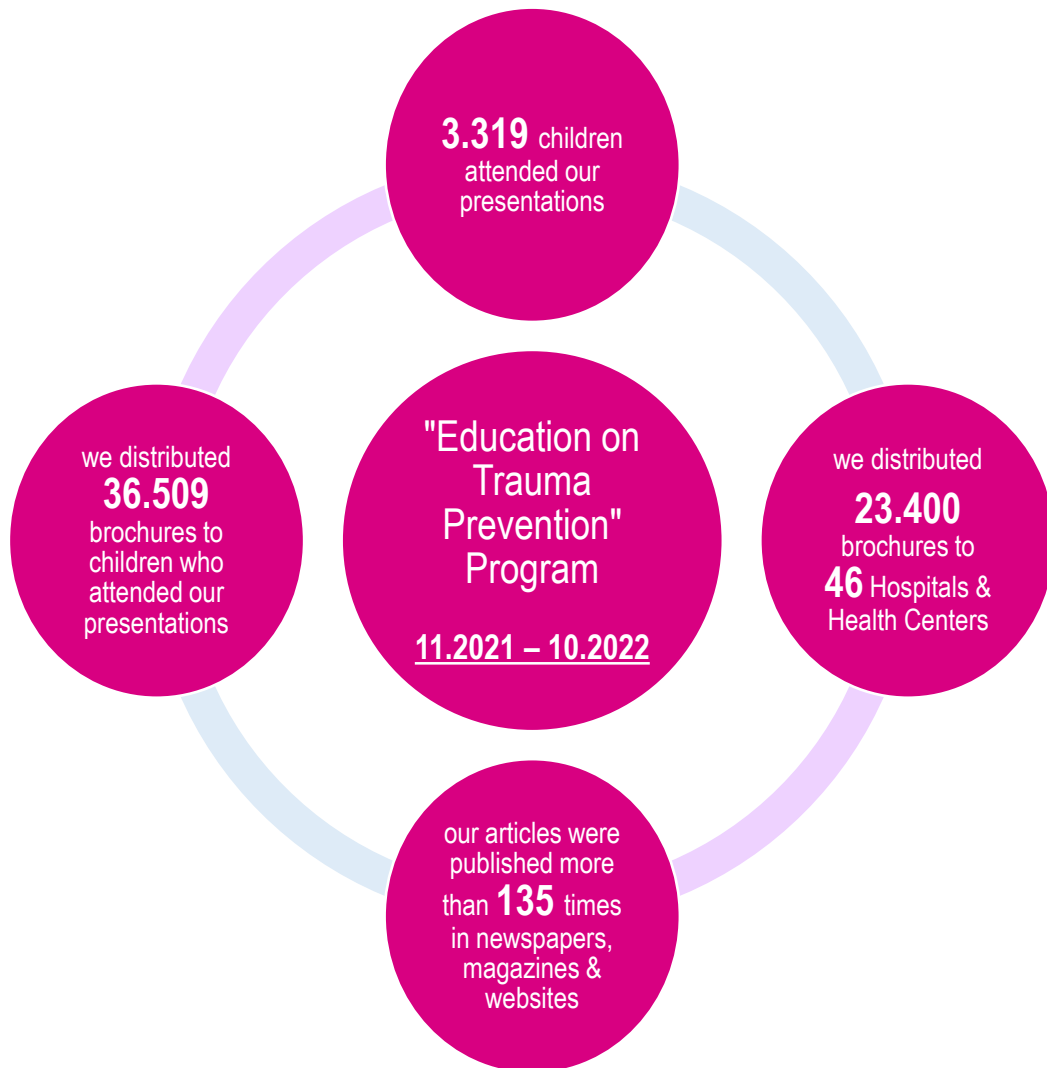 3.319 children
attended our
presentations
"Education on
Trauma
Prevention"
Program
11.2021 – 10.2022
we distributed
36.509
brochures to
children who
attended our
presentations
we distributed
23.400
brochures to
46 Hospitals &
Health Centers
our articles were
published more
than 135 times
in newspapers,
magazines &
websites